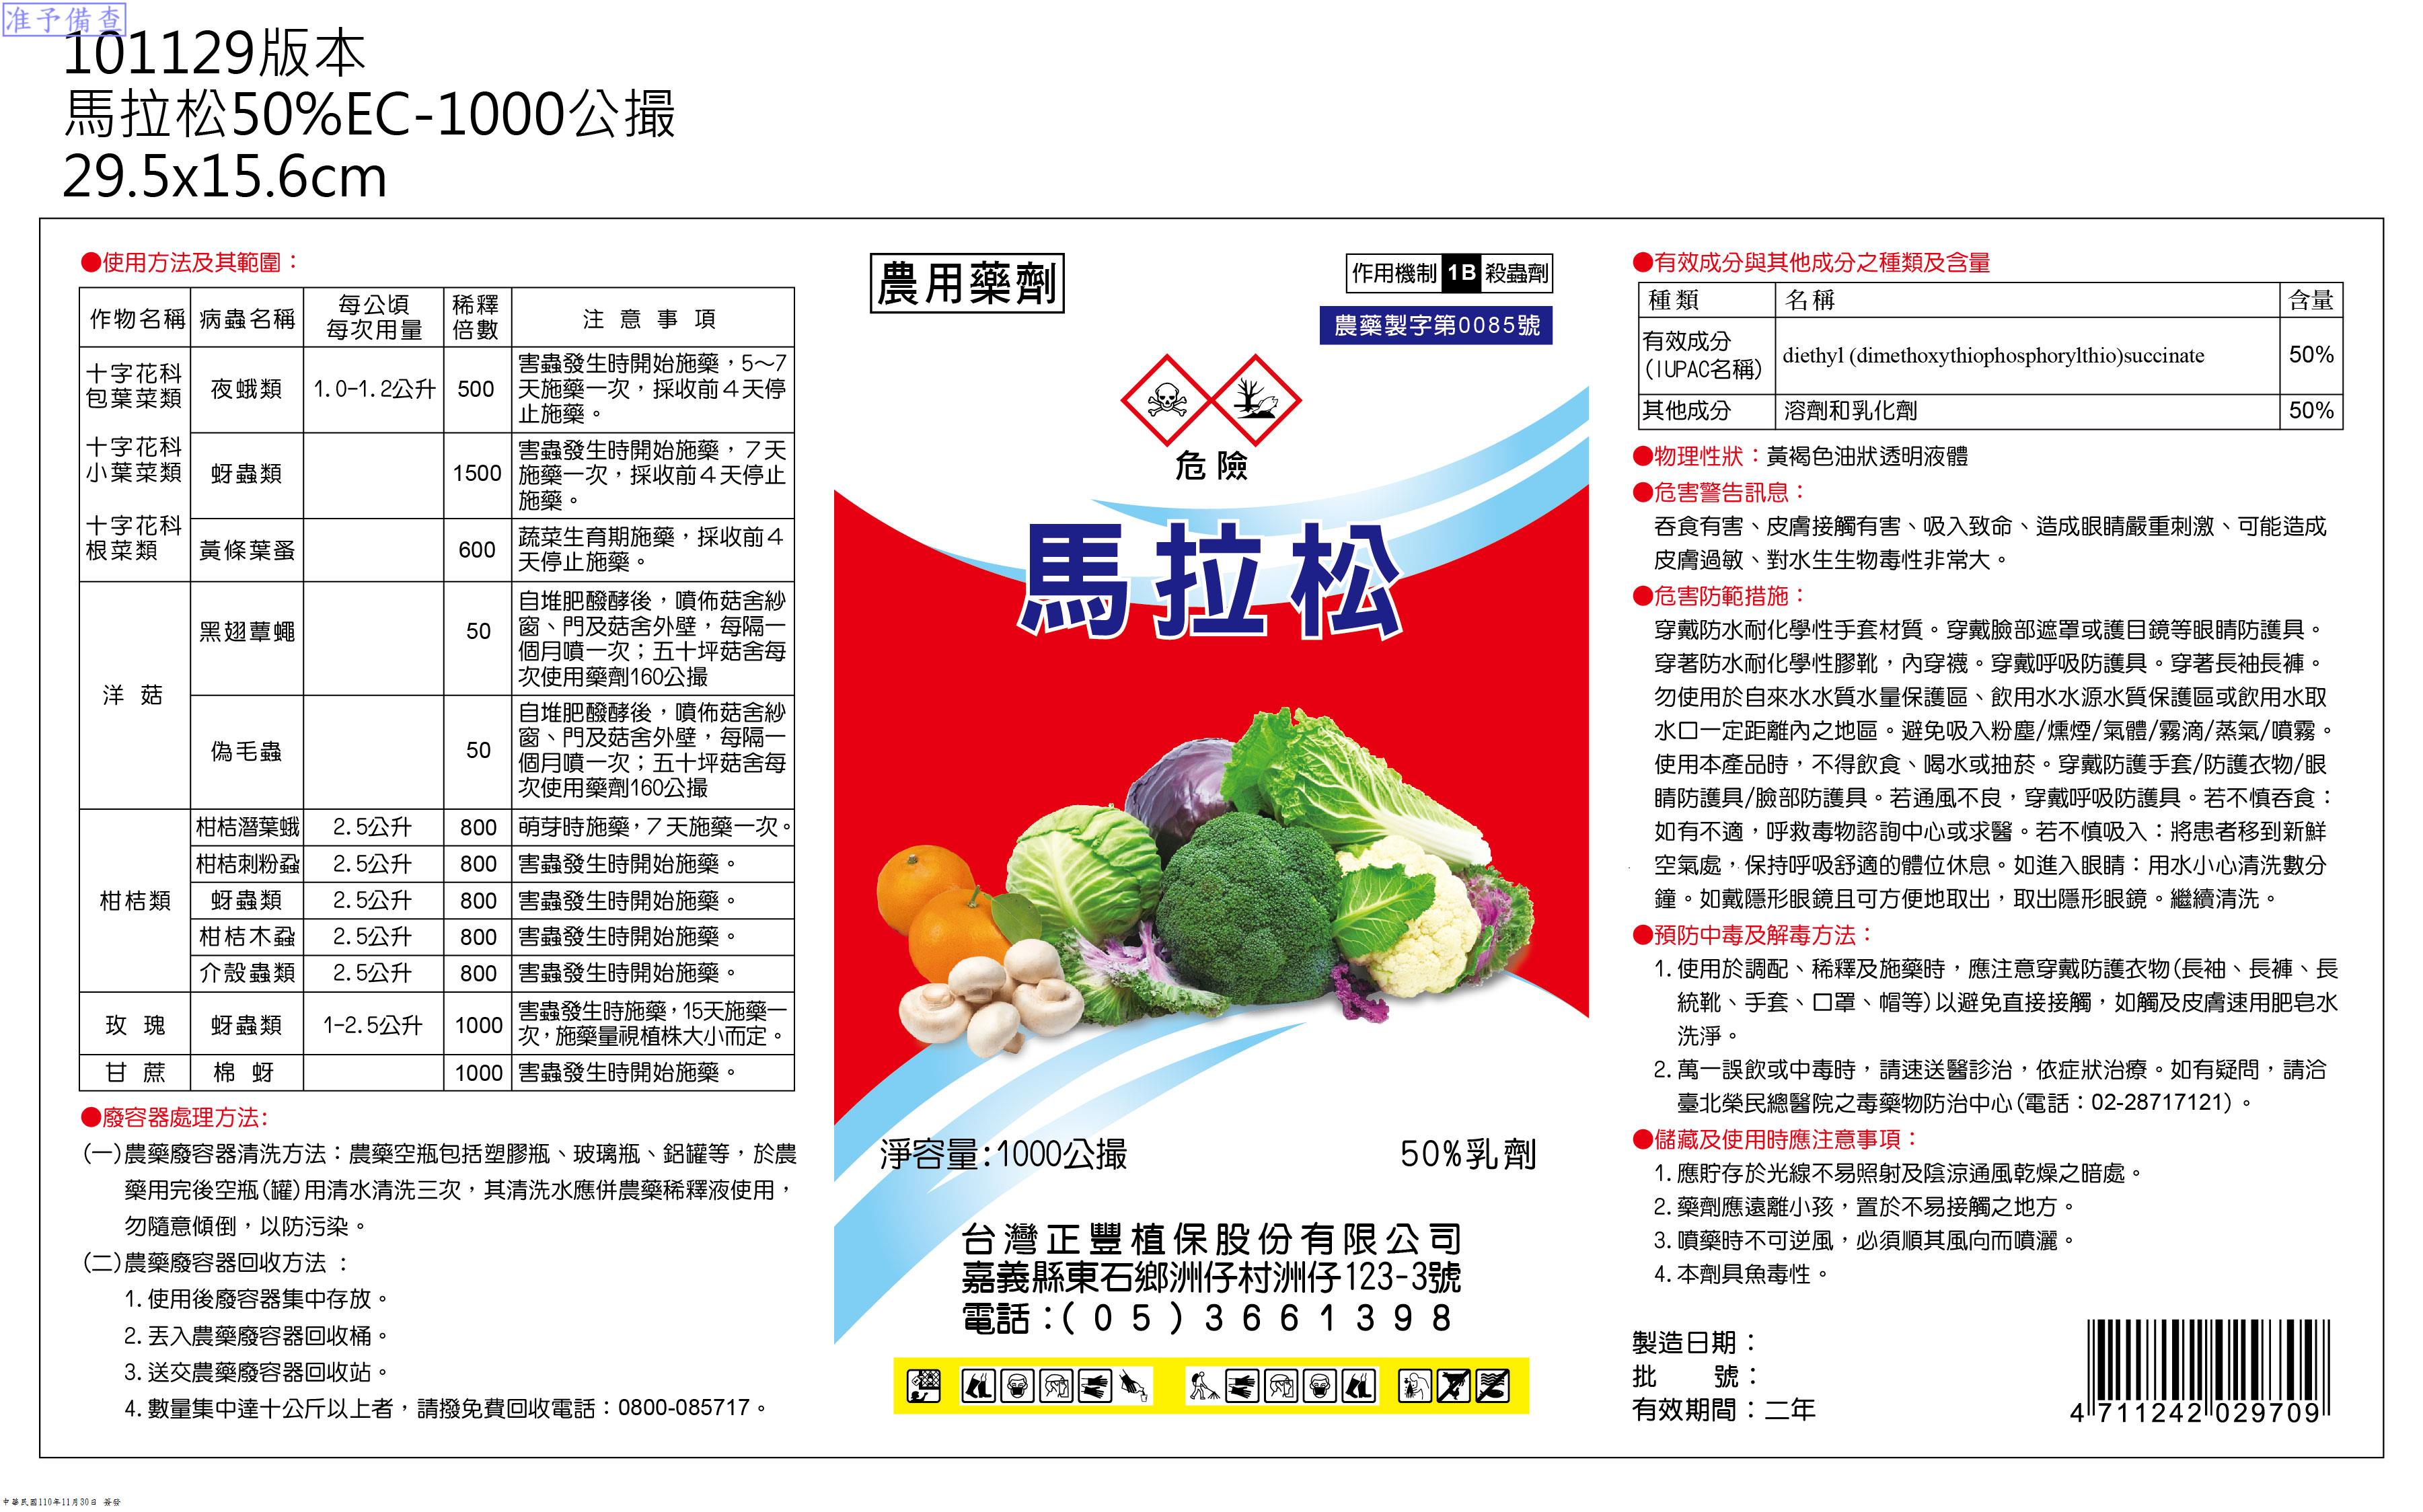 准予備查
101129版本
馬拉松50%EC-1000公撮
29.5x15.6cm
●使用方法及其範圍：
作物名稱 病蟲名稱 每公頃每次用量 稀釋倍數 注意事項
十字花科包葉菜類
十字花科小葉菜類
十字花科根菜類
夜蛾類 1.0-1.2公升 500 害蟲發生時開始施藥，5～7
天施藥一次，採收前4天停
止施藥。
蚜蟲類 1500 害蟲發生時開始施藥，7天
施藥一次，採收前4天停止
施藥。
黃條葉蚤 600 蔬菜生育期施藥，採收前4
天停止施藥。
洋菇
黑翅蕈蠅 50 自堆肥醱酵後，噴佈菇舍紗
窗、門及菇舍外壁，每隔一
個月噴一次；五十坪菇舍每
次使用藥劑160公撮
偽毛蟲 50 自堆肥醱酵後，噴佈菇舍紗
窗、門及菇舍外壁，每隔一
個月噴一次；五十坪菇舍每
次使用藥劑160公撮
柑桔類
柑桔潛葉蛾 2.5公升 800 萌芽時施藥，7天施藥一次。
柑桔刺粉蝨 2.5公升 800 害蟲發生時開始施藥。
蚜蟲類 2.5公升 800 害蟲發生時開始施藥。
柑桔木蝨 2.5公升 800 害蟲發生時開始施藥。
介殼蟲類 2.5公升 800 害蟲發生時開始施藥。
玫瑰 蚜蟲類 1-2.5公升 1000 害蟲發生時施藥，15天施藥一
次，施藥量視植株大小而定。
甘蔗 棉蚜 1000 害蟲發生時開始施藥。
●廢容器處理方法:
(一)農藥廢容器清洗方法：農藥空瓶包括塑膠瓶、玻璃瓶、鋁罐等，於農
藥用完後空瓶(罐)用清水清洗三次，其清洗水應併農藥稀釋液使用，
勿隨意傾倒，以防污染。
(二)農藥廢容器回收方法：
1.使用後廢容器集中存放。
2.丟入農藥廢容器回收桶。
3.送交農藥廢容器回收站。
4.數量集中達十公斤以上者，請撥免費回收電話：0800-085717。
農用藥劑
作用機制 1B 殺蟲劑
農藥製字第0085號
危險
馬拉松
淨容量:1000公撮 50%乳劑
台灣正豐植保股份有限公司
嘉義縣東石鄉洲仔村洲仔123-3號
電話：(05)3661398
●有效成分與其他成分之種類及含量
種類 名稱 含量
有效成分
(IUPAC名稱) diethyl (dimethoxythiophosphorylthio)succinate 50%
其他成分 溶劑和乳化劑 50%
●物理性狀：黃褐色油狀透明液體
●危害警告訊息：
吞食有害、皮膚接觸有害、吸入致命、造成眼睛嚴重刺激、可能造成
皮膚過敏、對水生生物毒性非常大。
●危害防範措施：
穿戴防水耐化學性手套材質。穿戴臉部遮罩或護目鏡等眼睛防護具。
穿著防水耐化學性膠靴，內穿襪。穿戴呼吸防護具。穿著長袖長褲。
勿使用於自來水水質水量保護區、飲用水水源水質保護區或飲用水取
水口一定距離內之地區。避免吸入粉塵/燻煙/氣體/霧滴/蒸氣/噴霧。
使用本產品時，不得飲食、喝水或抽菸。穿戴防護手套/防護衣物/眼
睛防護具/臉部防護具。若通風不良，穿戴呼吸防護具。若不慎吞食：
如有不適，呼救毒物諮詢中心或求醫。若不慎吸入：將患者移到新鮮
空氣處，保持呼吸舒適的體位休息。如進入眼睛：用水小心清洗數分
鐘。如戴隱形眼鏡且可方便地取出，取出隱形眼鏡。繼續清洗。
●預防中毒及解毒方法：
1.使用於調配、稀釋及施藥時，應注意穿戴防護衣物(長袖、長褲、長
統靴、手套、口罩、帽等)以避免直接接觸，如觸及皮膚速用肥皂水
洗淨。
2.萬一誤飲或中毒時，請速送醫診治，依症狀治療。如有疑問，請洽
臺北榮民總醫院之毒藥物防治中心(電話：02-28717121)。
●儲藏及使用時應注意事項：
1.應貯存於光線不易照射及陰涼通風乾燥之暗處。
2.藥劑應遠離小孩，置於不易接觸之地方。
3.噴藥時不可逆風，必須順其風向而噴灑。
4.本劑具魚毒性。
製造日期：
批 號：
有效期間：二年
4 711242 029709
中華民國110年11月30日 簽發